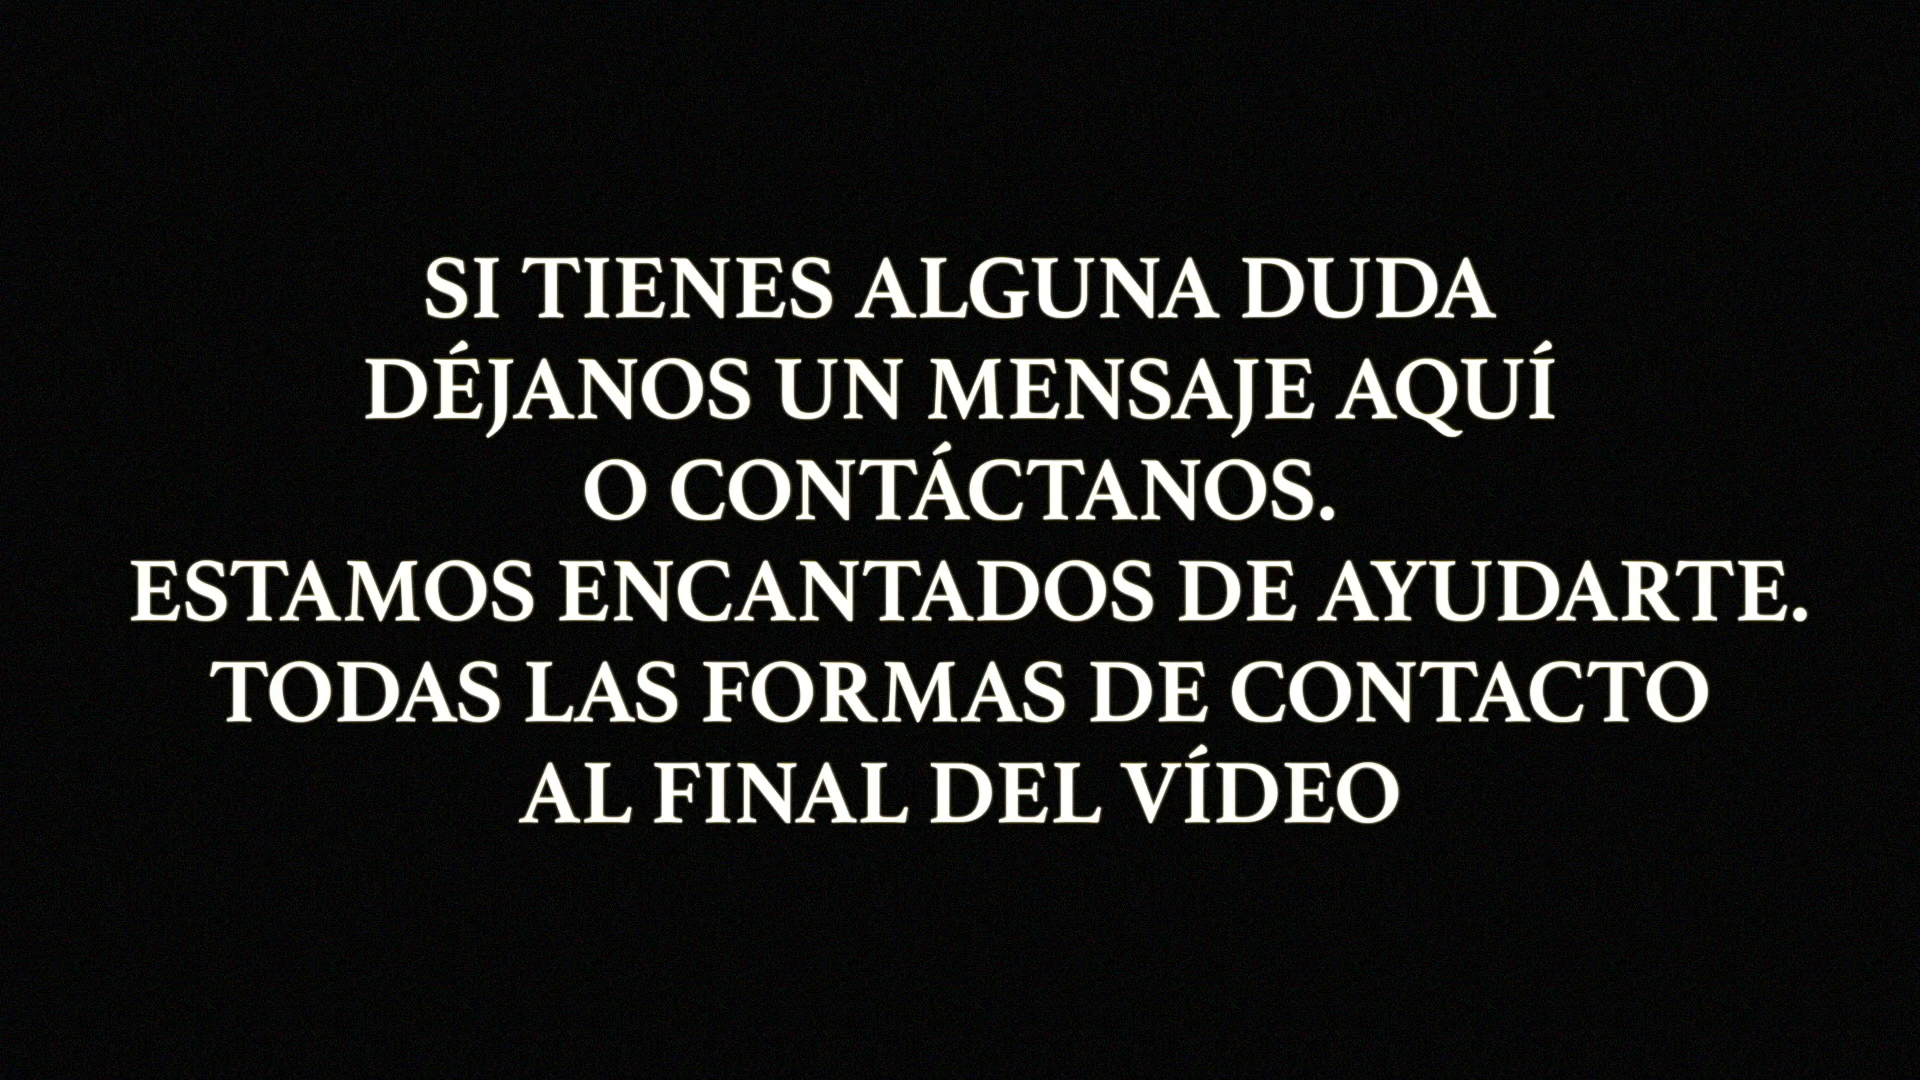 SI TIENES ALGUNA DUDA
DÉJANOS UN MENSAJE AQUÍ
O CONTÁCTANOS.
ESTAMOS ENCANTADOS DE AYUDARTE.
TODAS LAS FORMAS DE CONTACTO
AL FINAL DEL VÍDEO